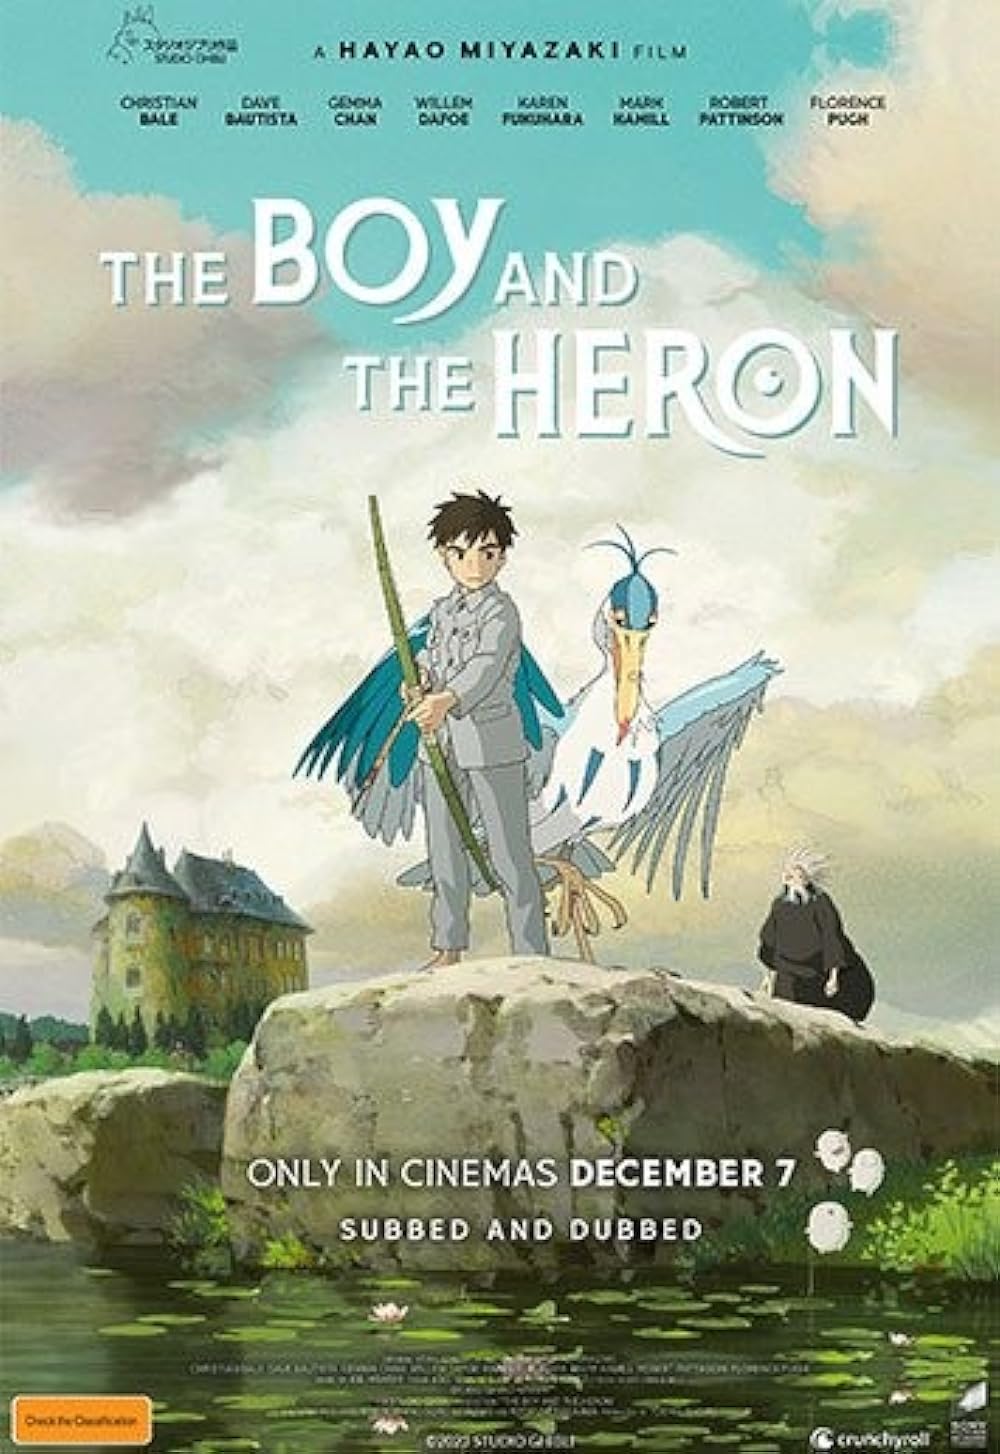 スタジオジブリ作品
STUDIO GHIBLI
A HAYAO MIYAZAKI FILM
CHRISTIAN BALE
DAVE BAUTISTA
GEMMA CHAN
WILLEM DAFOE
KAREN FUKUHARA
MARK HAMILL
ROBERT PATTINSON
FLORENCE PUGH
THE BOY AND
THE HERON
ONLY IN CINEMAS DECEMBER 7
SUBBED AND DUBBED
Check the Classification
©2023 STUDIO GHIBLI
crunchyroll
SONY